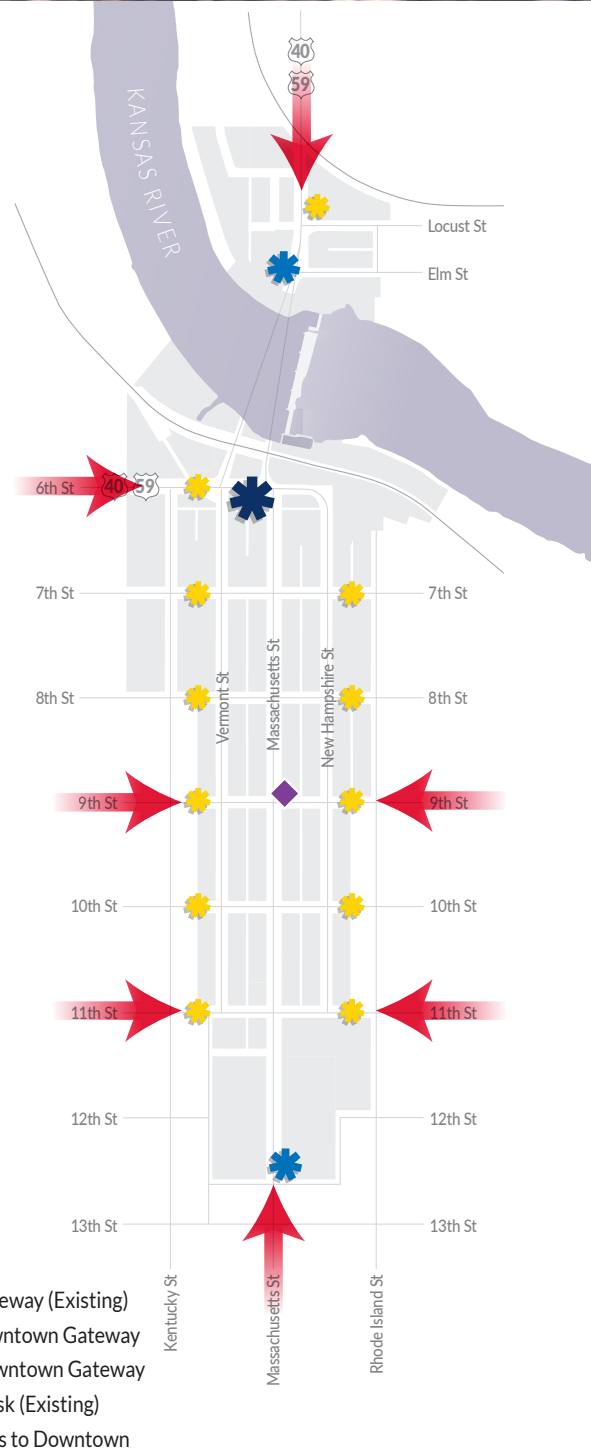 40
59
KANSAS RIVER
Locust St
Elm St
6th St
40
59
7th St
7th St
8th St
8th St
Vermont St
Massachusetts St
New Hampshire St
9th St
9th St
10th St
10th St
11th St
11th St
12th St
12th St
13th St
13th St
Kentucky St
Massachusetts St
Rhode Island St
eway (Existing)
wntown Gateway
wntown Gateway
sk (Existing)
s to Downtown